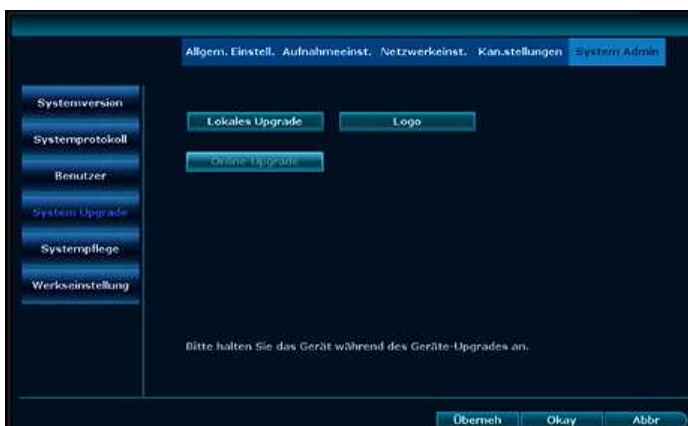 Allgem. Einstell. Aufnahmeeinst. Netzwerkeinst. Kan.stellungen System Admin
Systemversion
Lokales Upgrade Logo
Systemprotokoll
Online Upgrade
Benutzer
System Upgrade
Systempflege
Werkseinstellung
Bitte halten Sie das Gerät während des Geräte-Upgrades an.
Überneh Okay Abbr